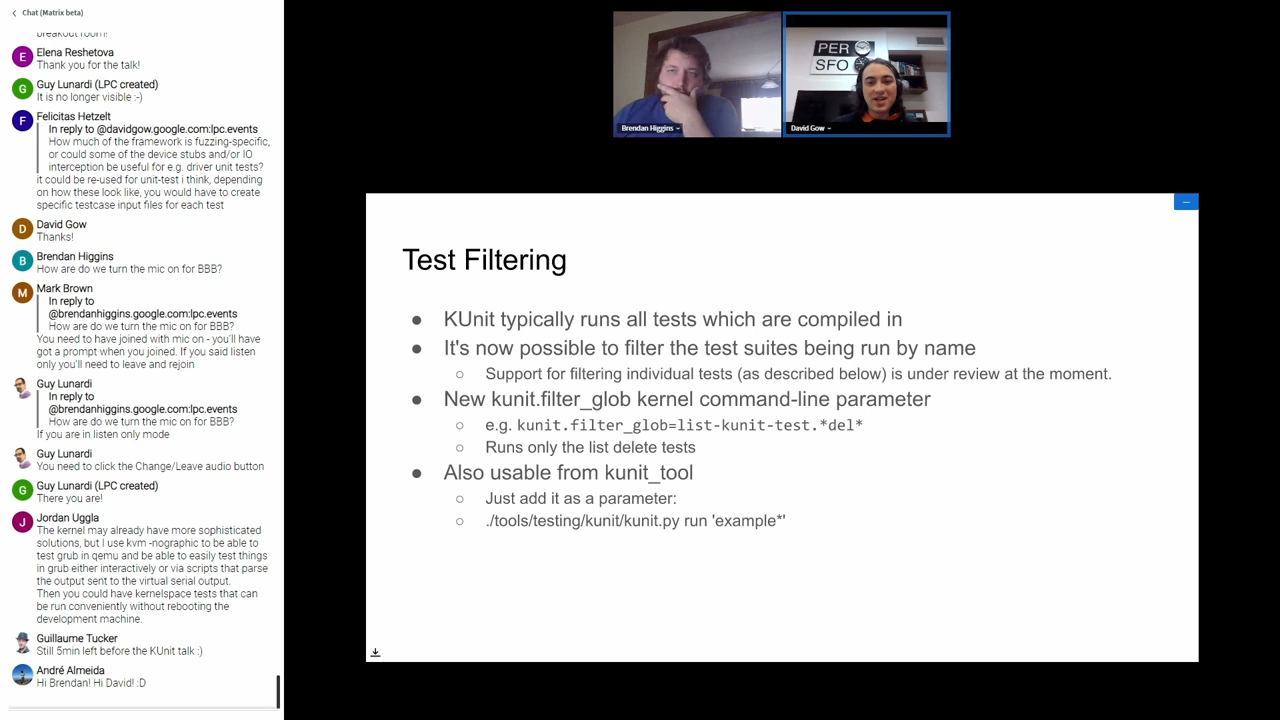 Chat (Matrix beta)
breakout room!
E
Elena Reshetova
Thank you for the talk!
G
Guy Lunardi (LPC created)
It is no longer visible :-)
F
Felicitas Hetzelt
In reply to @davidgow.google.com:lpc.events
How much of the framework is fuzzing-specific,
or could some of the device stubs and/or IO
interception be useful for e.g. driver unit tests?
it could be re-used for unit-test i think, depending
on how these look like, you would have to create
specific testcase input files for each test
D
David Gow
Thanks!
B
Brendan Higgins
How are do we turn the mic on for BBB?
M
Mark Brown
In reply to
@brendanhiggins.google.com:lpc.events
How are do we turn the mic on for BBB?
You need to have joined with mic on - you'll have
got a prompt when you joined. If you said listen
only you'll need to leave and rejoin
Guy Lunardi
In reply to
@brendanhiggins.google.com:lpc.events
How are do we turn the mic on for BBB?
If you are in listen only mode
Guy Lunardi
You need to click the Change/Leave audio button
G
Guy Lunardi (LPC created)
There you are!
J
Jordan Uggla
The kernel may already have more sophisticated
solutions, but I use kvm -nographic to be able to
test grub in qemu and be able to easily test things
in grub either interactively or via scripts that parse
the output sent to the virtual serial output.
Then you could have kernelspace tests that can
be run conveniently without rebooting the
development machine.
Guillaume Tucker
Still 5min left before the KUnit talk :)
André Almeida
Hi Brendan! Hi David! :D
Brendan Higgins
PER
SFO
David Gow
Test Filtering
● KUnit typically runs all tests which are compiled in
● It's now possible to filter the test suites being run by name
○ Support for filtering individual tests (as described below) is under review at the moment.
● New kunit.filter_glob kernel command-line parameter
○ e.g. kunit.filter_glob=list-kunit-test.*del*
○ Runs only the list delete tests
● Also usable from kunit_tool
○ Just add it as a parameter:
○ ./tools/testing/kunit/kunit.py run 'example*'